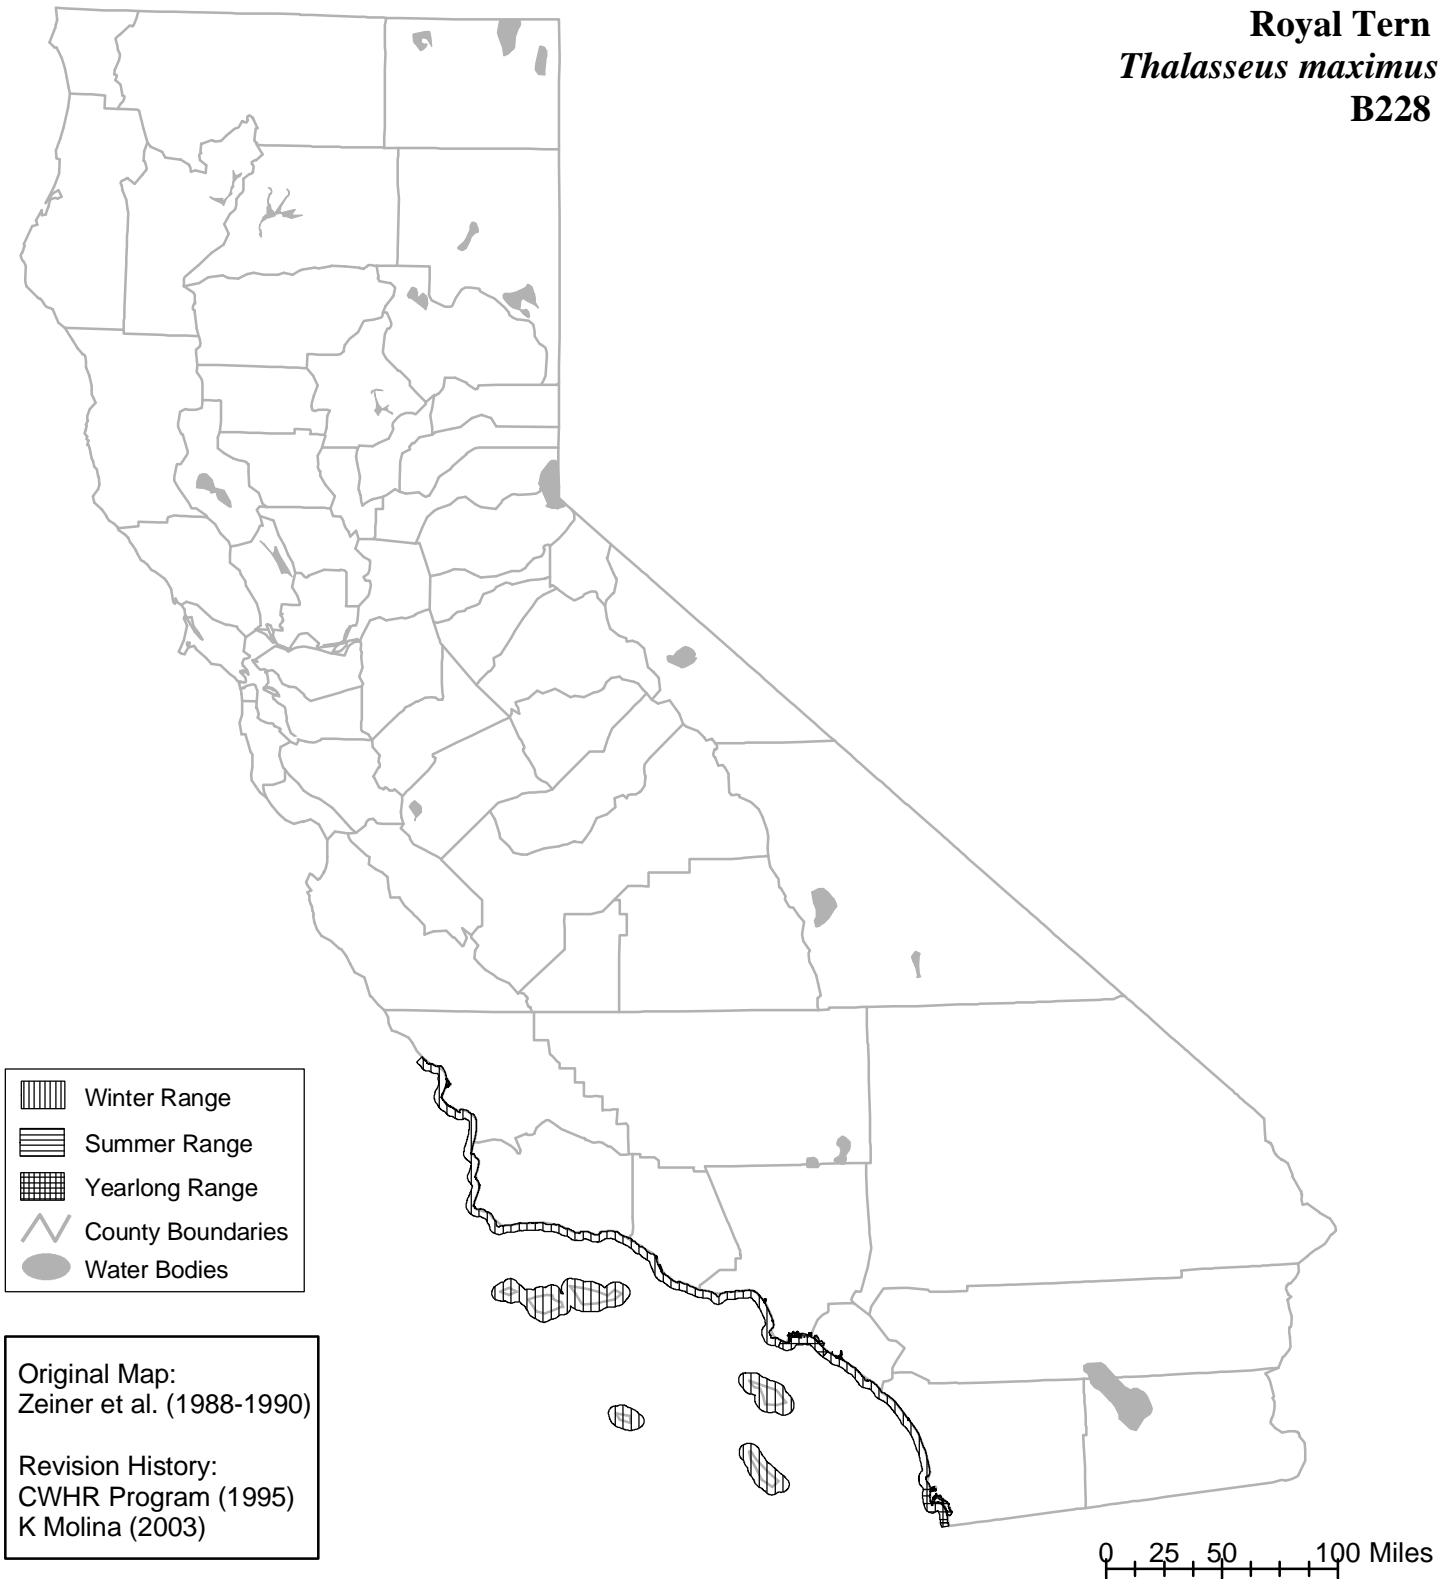 Royal Tern
Thalasseus maximus
B228
Winter Range
Summer Range
Yearlong Range
County Boundaries
Water Bodies
Original Map:
Zeiner et al. (1988-1990)
Revision History:
CWHR Program (1995)
K Molina (2003)
0 25 50 100 Miles